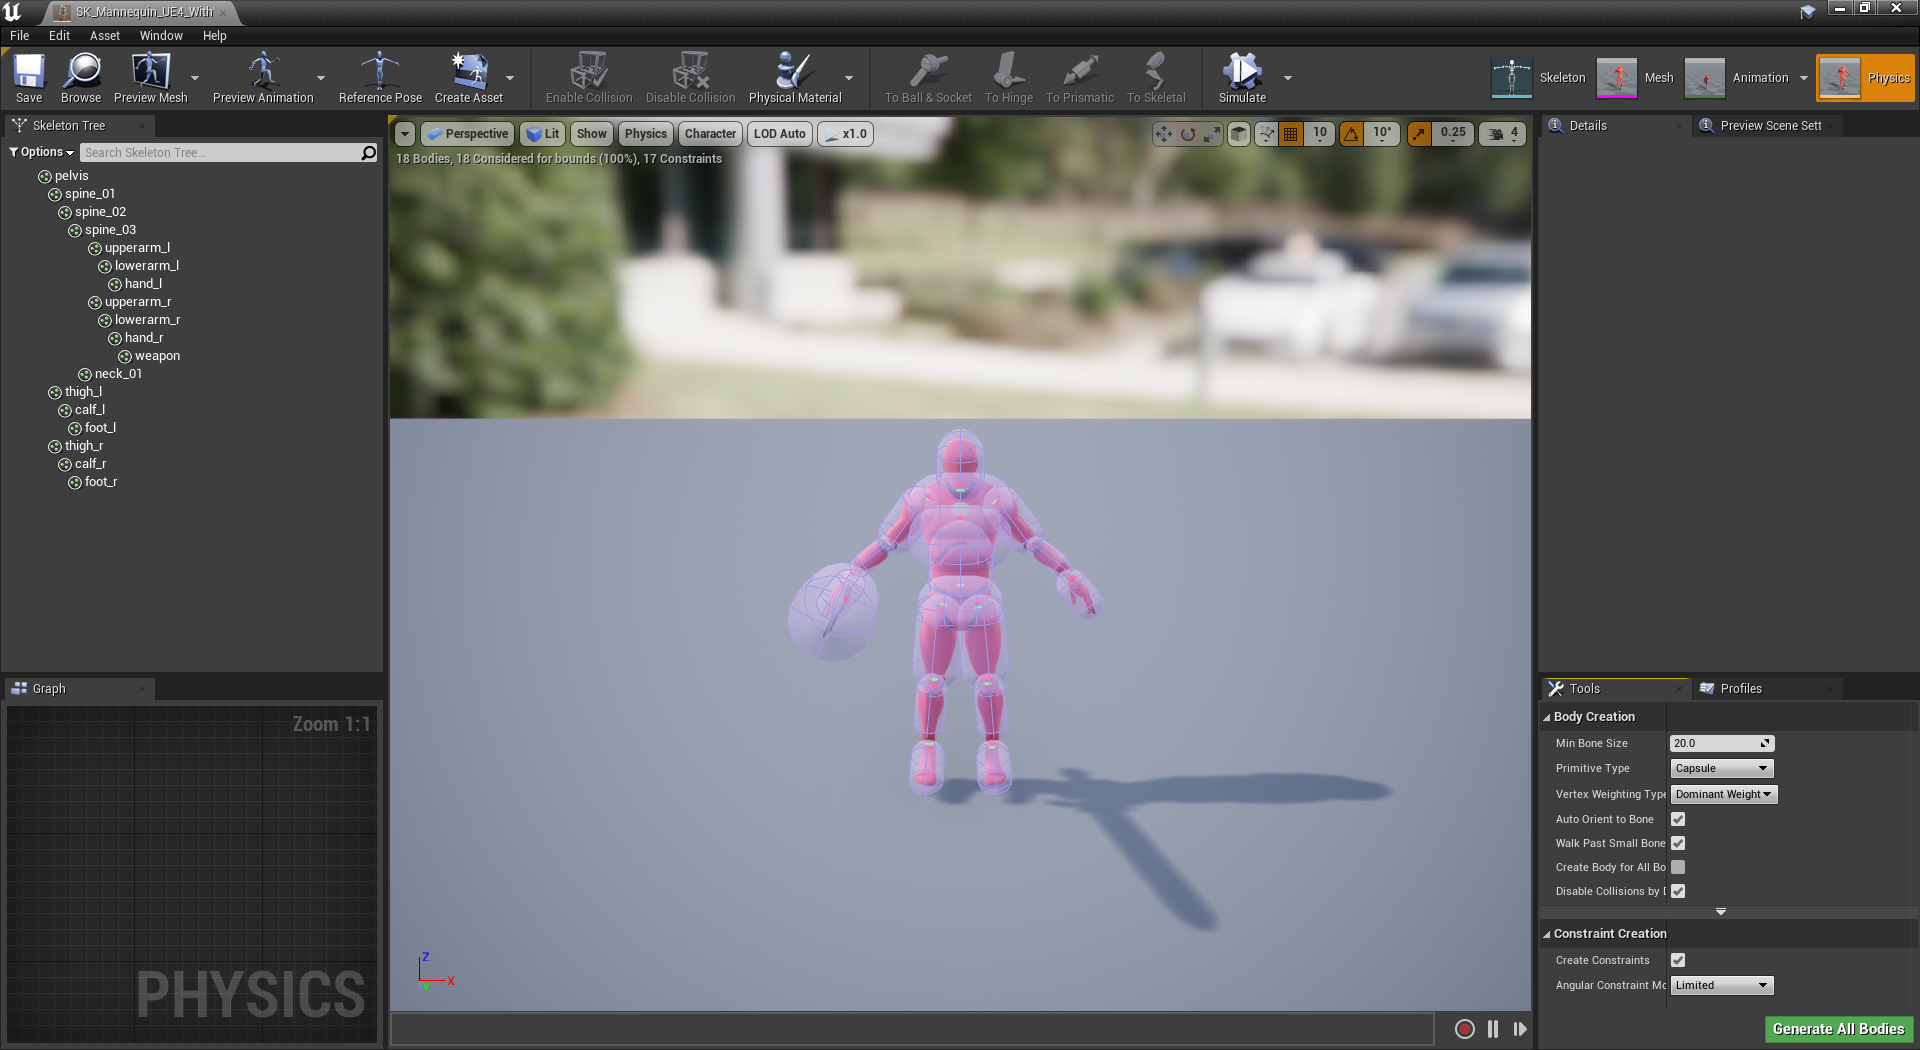 SK_Mannequin_UE4_With
File Edit Asset Window Help
Save Browse Preview Mesh Preview Animation Reference Pose Create Asset Enable Collision Disable Collision Physical Material To Ball & Socket To Hinge To Prismatic To Skeletal Simulate Skeleton Mesh Animation Physics
Skeleton Tree
Options Search Skeleton Tree...
pelvis
spine_01
spine_02
spine_03
upperarm_l
lowerarm_l
hand_l
upperarm_r
lowerarm_r
hand_r
weapon
neck_01
thigh_l
calf_l
foot_l
thigh_r
calf_r
foot_r
Graph
Zoom 1:1
PHYSICS
Perspective Lit Show Physics Character LOD Auto x1.0 10 10° 0.25 4
18 Bodies, 18 Considered for bounds (100%), 17 Constraints
Z
X
Y
Details Preview Scene Sett
Tools Profiles
Body Creation
Min Bone Size 20.0
Primitive Type Capsule
Vertex Weighting Type Dominant Weight
Auto Orient to Bone
Walk Past Small Bone
Create Body for All Bo
Disable Collisions by D
Constraint Creation
Create Constraints
Angular Constraint Mo Limited
Generate All Bodies